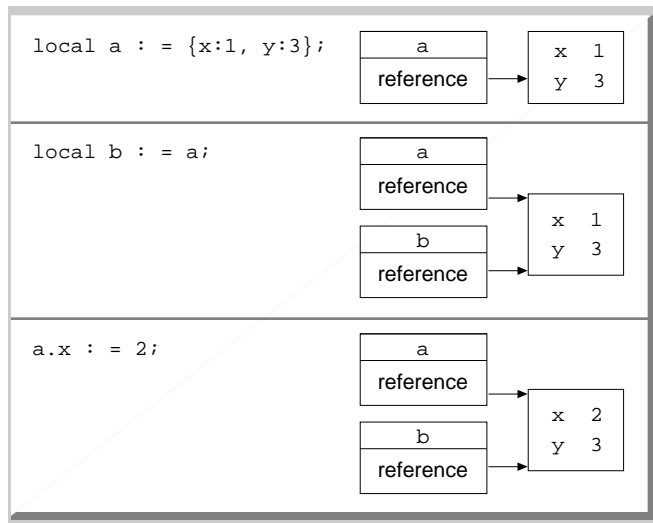 local a : = {x:1, y:3};
a
reference
x 1
y 3
local b : = a;
a
reference
b
reference
x 1
y 3
a.x : = 2;
a
reference
b
reference
x 2
y 3